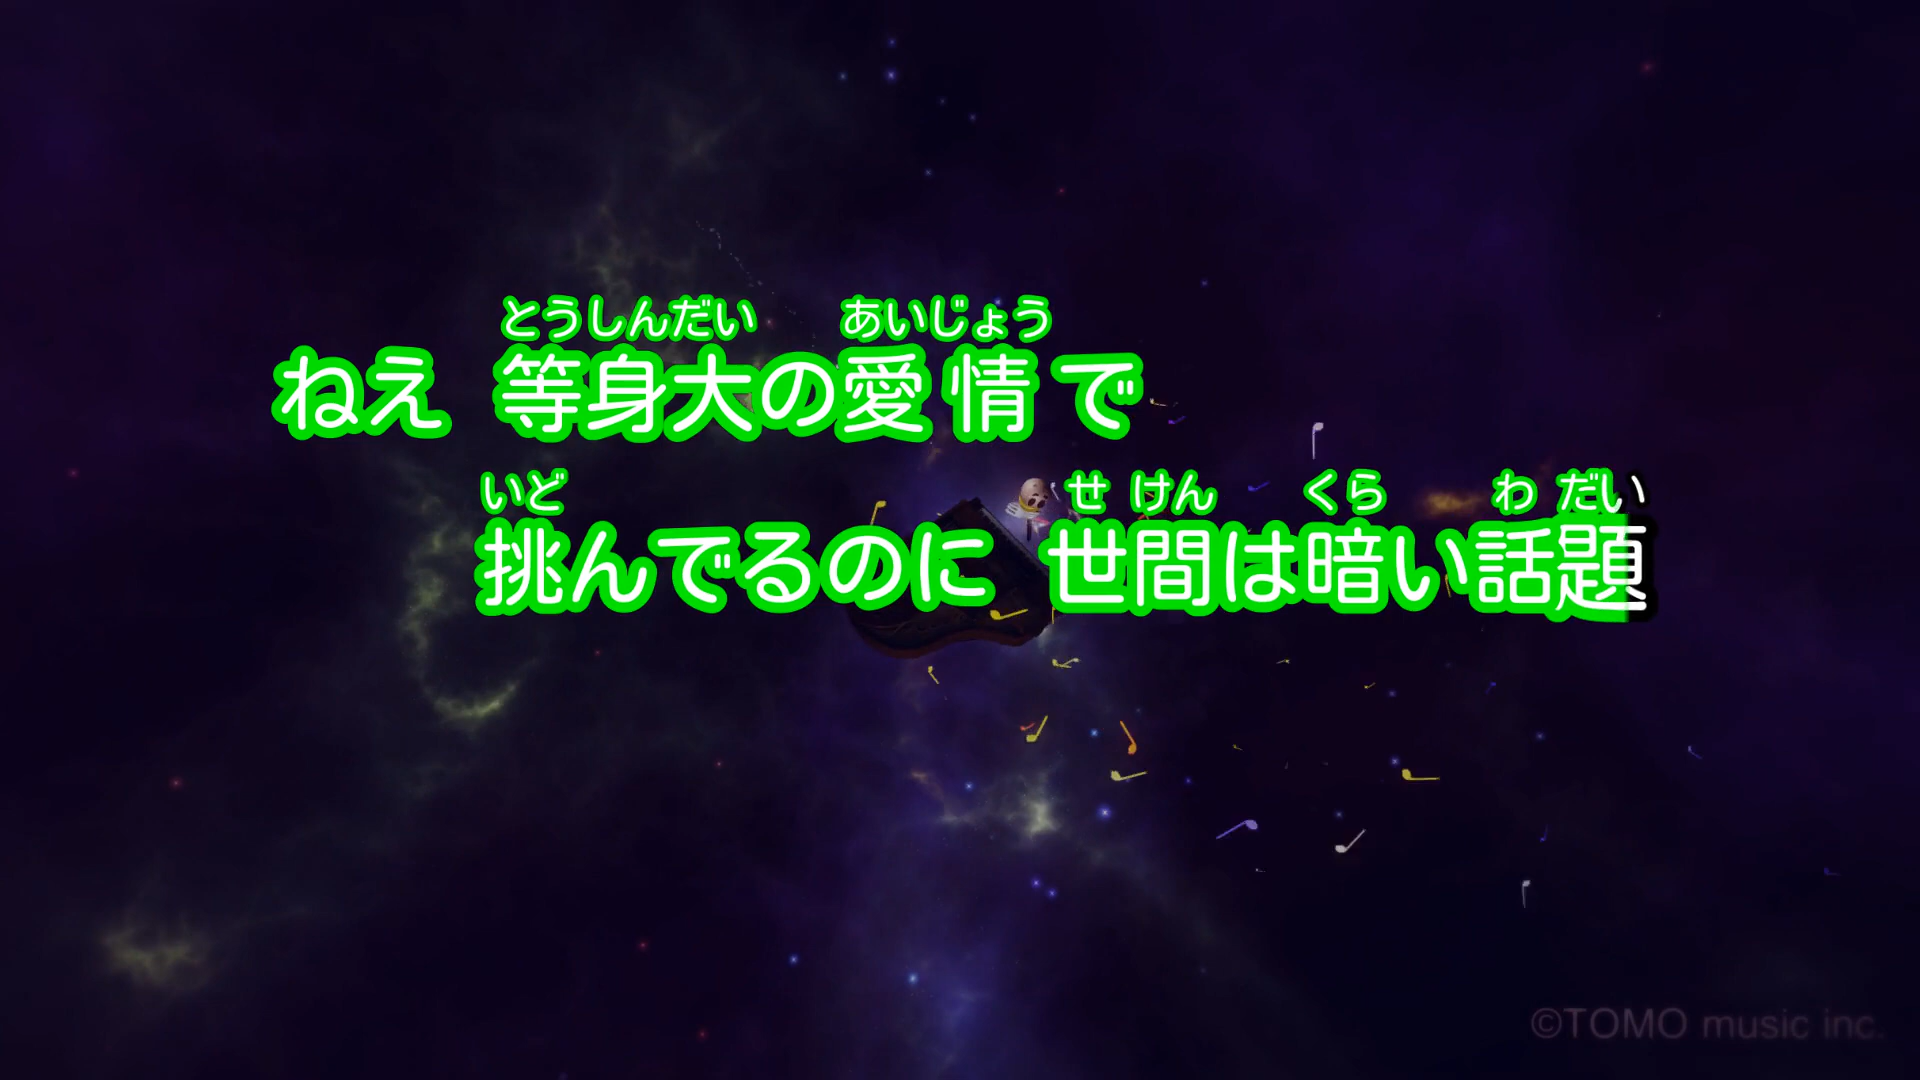 とうしんだい あいじょう
ねえ 等身大の愛情で
いど せけん くら わだい
挑んでるのに 世間は暗い話題
©TOMO music inc.